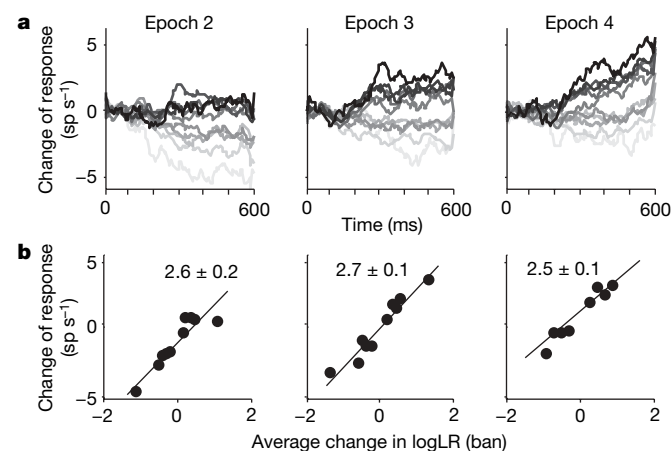 a
Epoch 2 Epoch 3 Epoch 4
Change of response
(sp s⁻¹)
5
0
−5
0 600 0 600 0 600
Time (ms)
b
Change of response
(sp s⁻¹)
5
0
−5
2.6 ± 0.2 2.7 ± 0.1 2.5 ± 0.1
−2 0 2 −2 0 2 −2 0 2
Average change in logLR (ban)